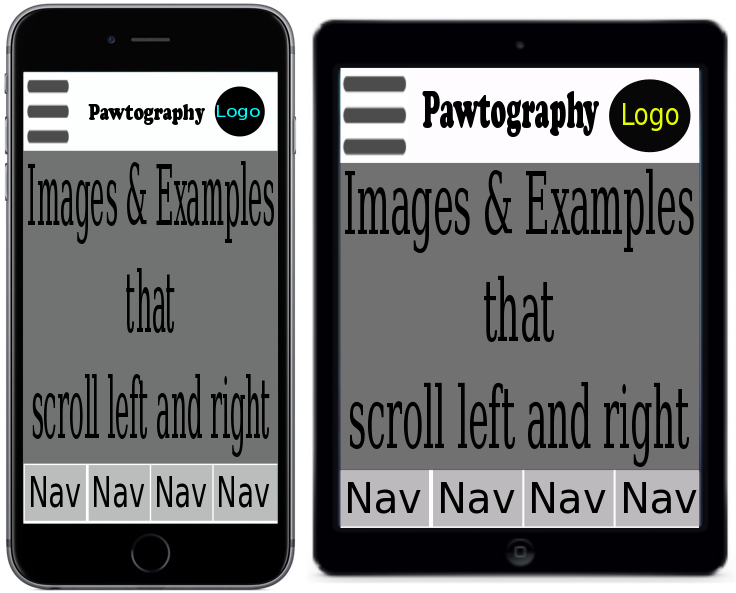 Pawtography Logo
Images & Examples
that
scroll left and right
Nav Nav Nav Nav
Pawtography Logo
Images & Examples
that
scroll left and right
Nav Nav Nav Nav